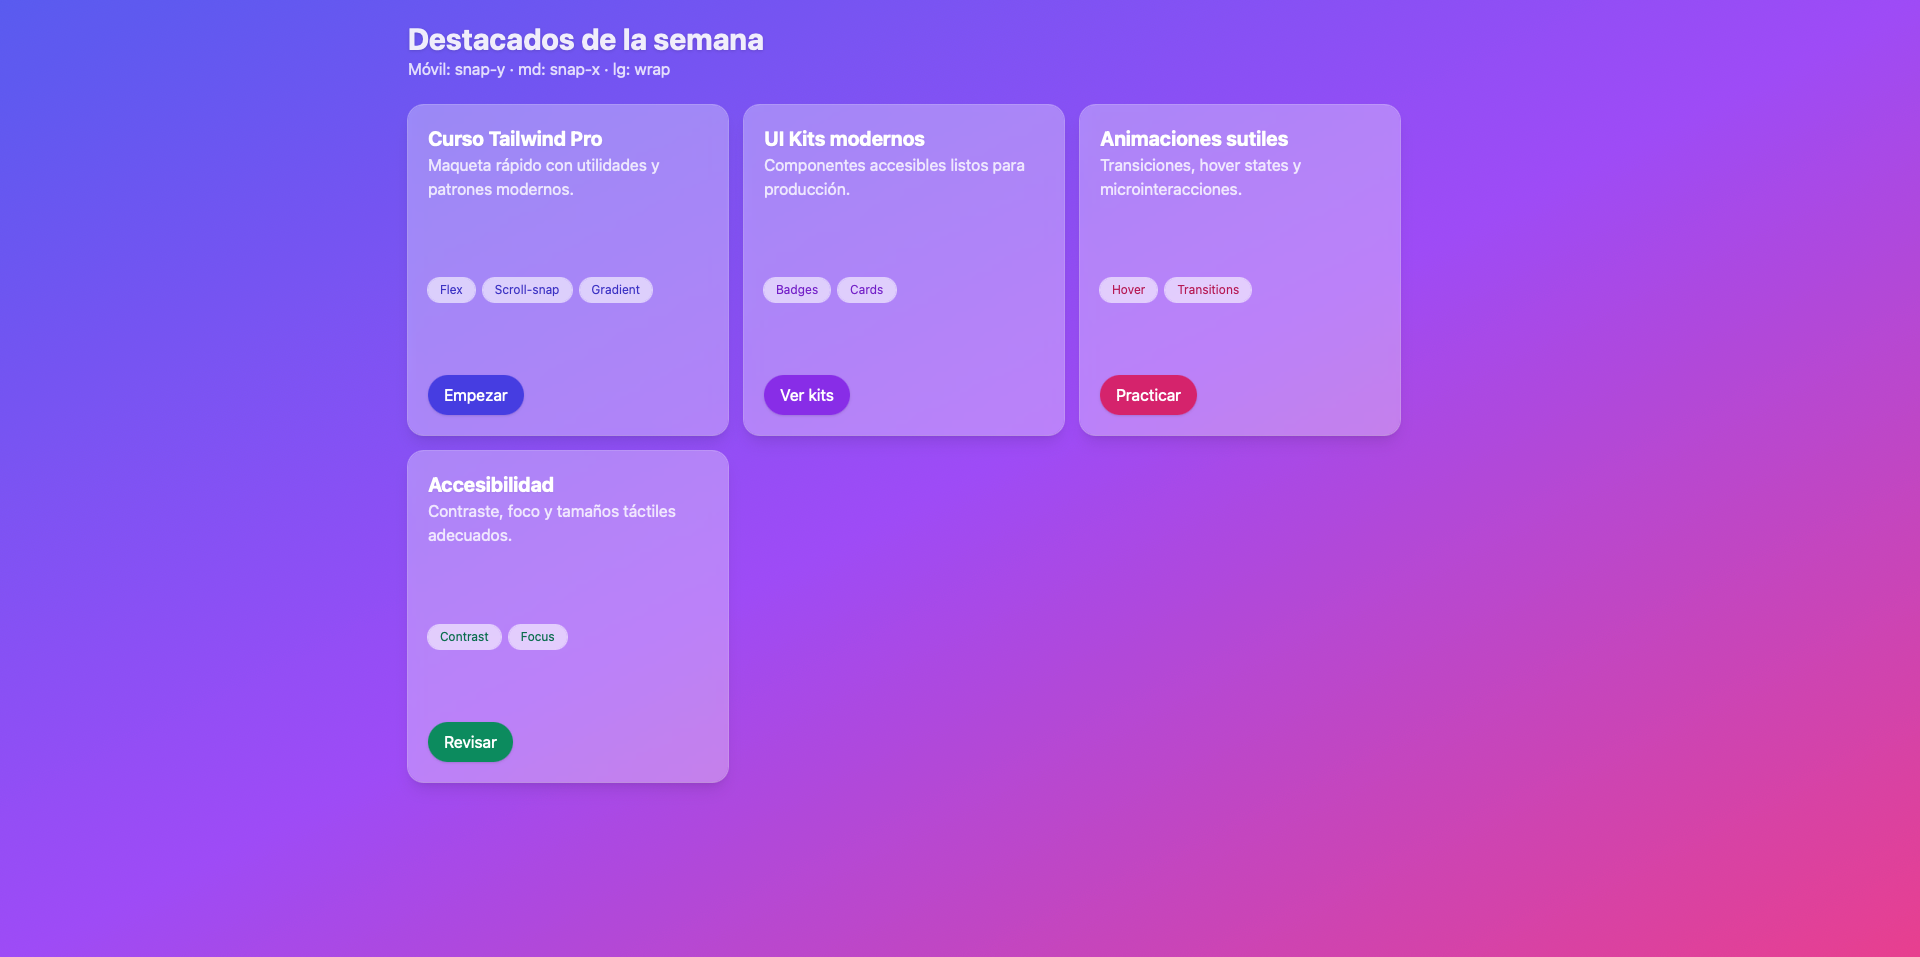 Destacados de la semana
Móvil: snap-y · md: snap-x · lg: wrap
Curso Tailwind Pro
Maqueta rápido con utilidades y
patrones modernos.
Flex
Scroll-snap
Gradient
Empezar
UI Kits modernos
Componentes accesibles listos para
producción.
Badges
Cards
Ver kits
Animaciones sutiles
Transiciones, hover states y
microinteracciones.
Hover
Transitions
Practicar
Accesibilidad
Contraste, foco y tamaños táctiles
adecuados.
Contrast
Focus
Revisar